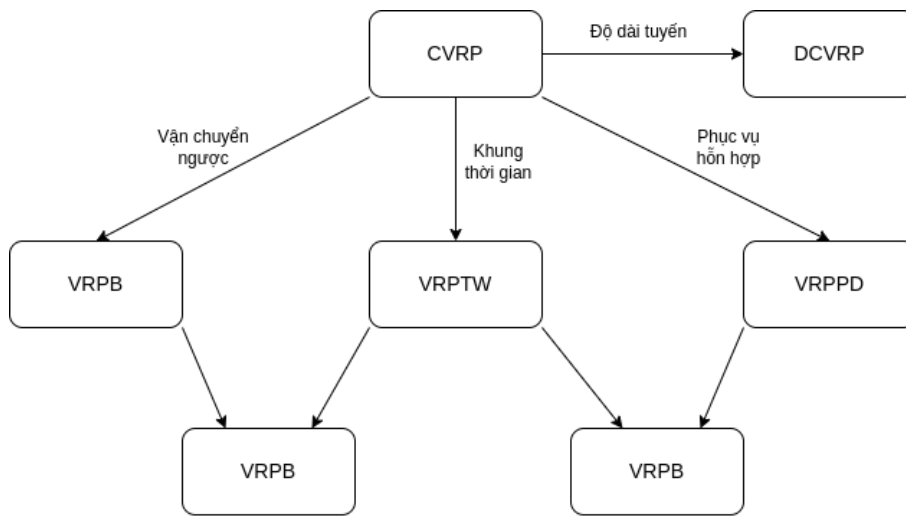 CVRP
Độ dài tuyến
DCVRP
Vận chuyển
ngược
Khung
thời gian
Phục vụ
hỗn hợp
VRPB
VRPTW
VRPPD
VRPB
VRPB